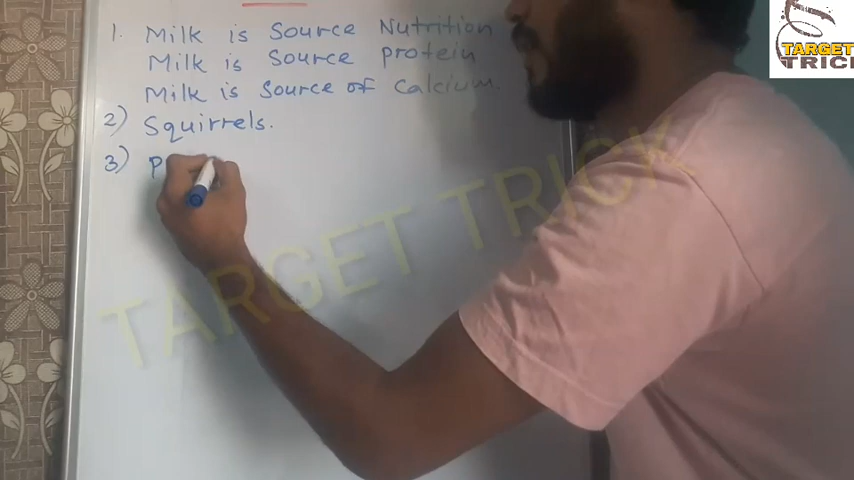 1. Milk is Source Nutrition
Milk is Source protein
Milk is Source of Calcium.
2) Squirrels.
3) P
TARGET TRICK
TARGET
TRICK